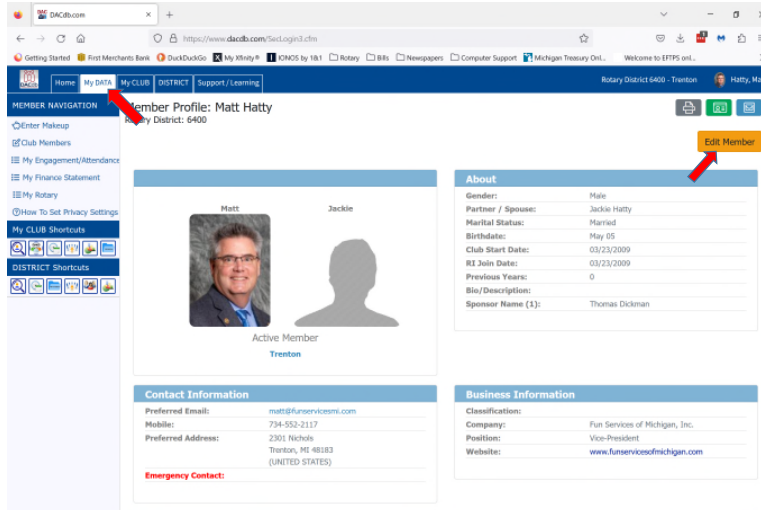 DACdb.com
https://www.dacdb.com/SecLogin3.cfm
Getting Started First Merchants Bank DuckDuckGo My Xfinity® IONOS by 1&1 Rotary Bills Newspapers Computer Support Michigan Treasury Onl... Welcome to EFTPS onl...
Home My DATA My CLUB DISTRICT Support / Learning Rotary District 6400 - Trenton Hatty, Ma
MEMBER NAVIGATION
Enter Makeup
Club Members
My Engagement/Attendance
My Finance Statement
My Rotary
How To Set Privacy Settings
My CLUB Shortcuts
DISTRICT Shortcuts
Member Profile: Matt Hatty
Rotary District: 6400
Edit Member
Matt Jackie
Active Member
Trenton
About
Gender: Male
Partner / Spouse: Jackie Hatty
Marital Status: Married
Birthdate: May 05
Club Start Date: 03/23/2009
RI Join Date: 03/23/2009
Previous Years: 0
Bio/Description:
Sponsor Name (1): Thomas Dickman
Contact Information
Preferred Email: matt@funservicesmi.com
Mobile: 734-552-2117
Preferred Address: 2301 Nichols
Trenton, MI 48183
(UNITED STATES)
Emergency Contact:
Business Information
Classification:
Company: Fun Services of Michigan, Inc.
Position: Vice-President
Website: www.funservicesofmichigan.com